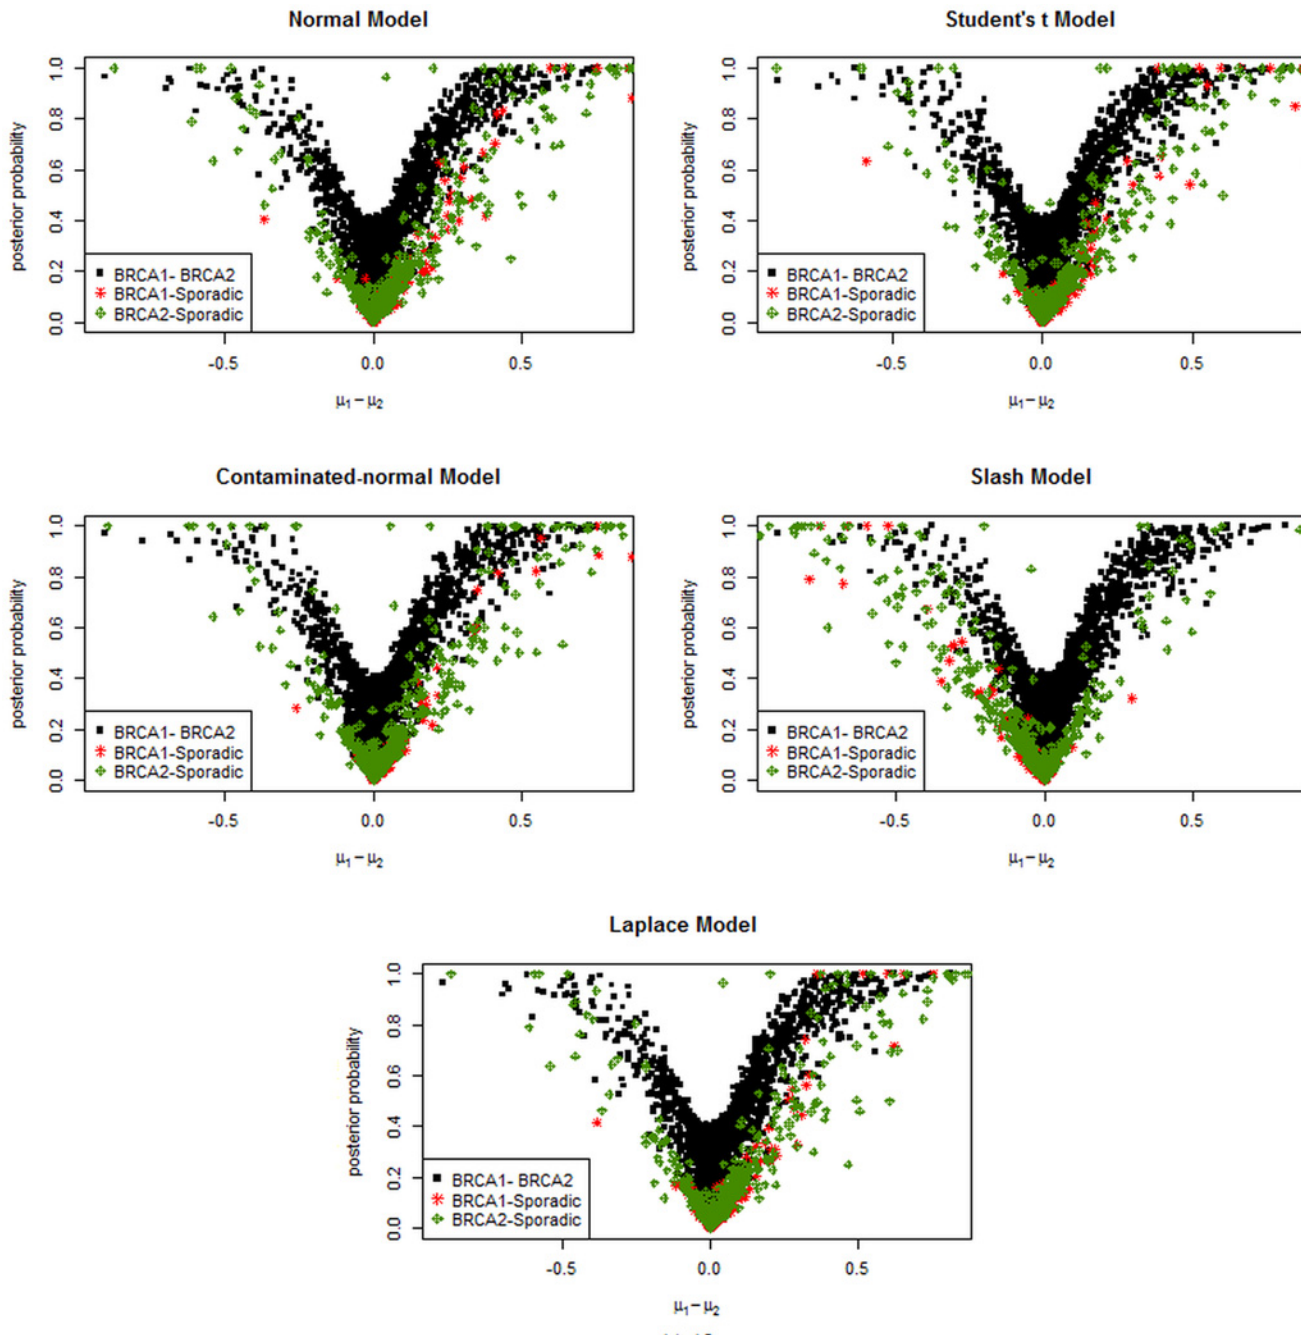 Normal Model
posterior probability
1.0
0.8
0.6
0.4
0.2
0.0
BRCA1- BRCA2
BRCA1-Sporadic
BRCA2-Sporadic
-0.5 0.0 0.5
μ1 – μ2
Student's t Model
posterior probability
1.0
0.8
0.6
0.4
0.2
0.0
BRCA1- BRCA2
BRCA1-Sporadic
BRCA2-Sporadic
-0.5 0.0 0.5
μ1 – μ2
Contaminated-normal Model
posterior probability
1.0
0.8
0.6
0.4
0.2
0.0
BRCA1- BRCA2
BRCA1-Sporadic
BRCA2-Sporadic
-0.5 0.0 0.5
μ1 – μ2
Slash Model
posterior probability
1.0
0.8
0.6
0.4
0.2
0.0
BRCA1- BRCA2
BRCA1-Sporadic
BRCA2-Sporadic
-0.5 0.0 0.5
μ1 – μ2
Laplace Model
posterior probability
1.0
0.8
0.6
0.4
0.2
0.0
BRCA1- BRCA2
BRCA1-Sporadic
BRCA2-Sporadic
-0.5 0.0 0.5
μ1 – μ2